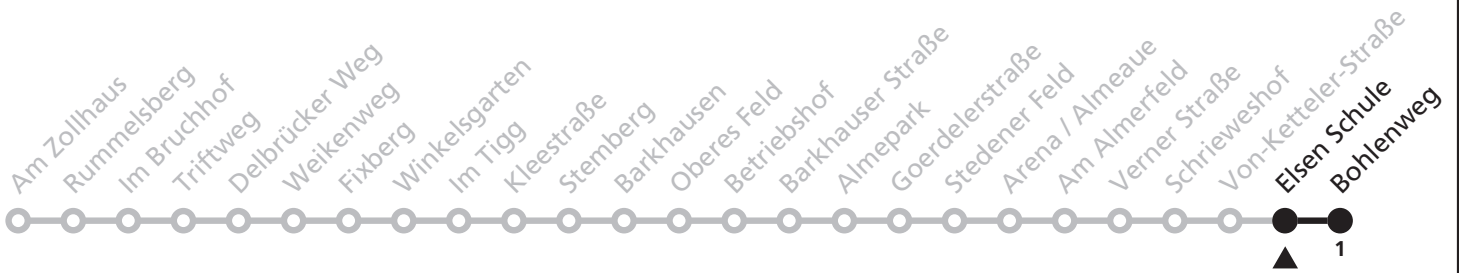 Am Zollhaus
Rummelsberg
Im Bruchhof
Triftweg
Delbrücker Weg
Weikenweg
Fixberg
Winkelsgarten
Im Tigg
Kleestraße
Stemberg
Barkhausen
Oberes Feld
Betriebshof
Barkhauser Straße
Almepark
Goerdelerstraße
Stedener Feld
Arena / Almeaue
Am Almerfeld
Verner Straße
Schrieweshof
Von-Ketteler-Straße
Elsen Schule
Bohlenweg
1